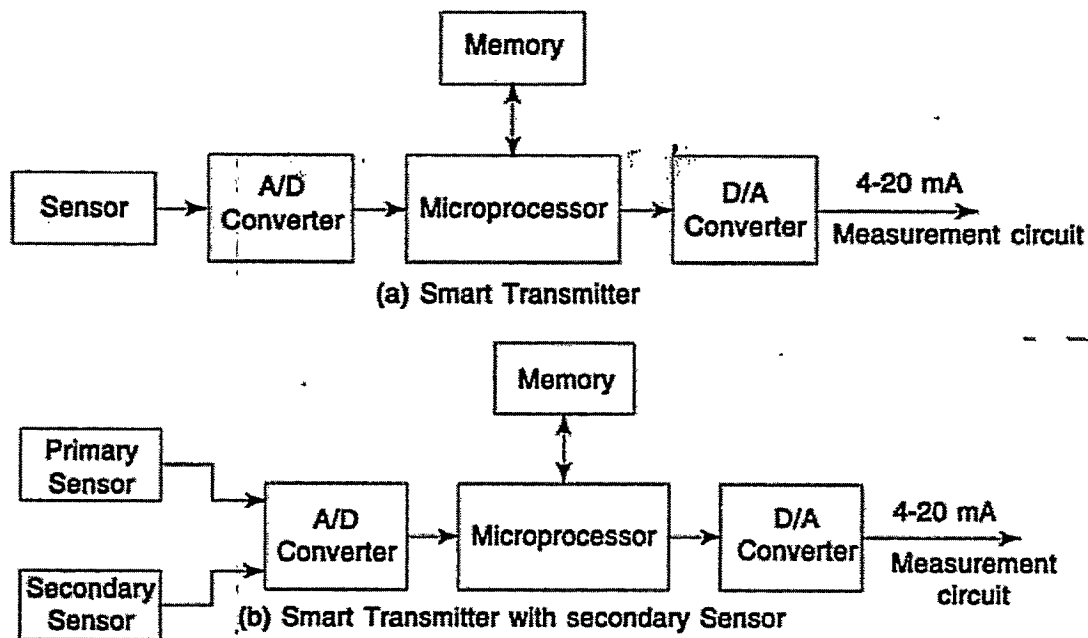 Memory
Sensor
A/D
Converter
Microprocessor
D/A
Converter
4-20 mA
Measurement circuit
(a) Smart Transmitter
Memory
Primary
Sensor
Secondary
Sensor
A/D
Converter
Microprocessor
D/A
Converter
4-20 mA
Measurement
circuit
(b) Smart Transmitter with secondary Sensor